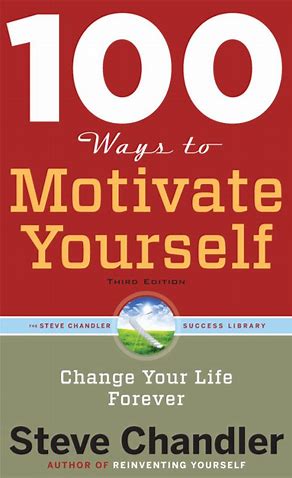 100
Ways to
Motivate
Yourself
THIRD EDITION
THE STEVE CHANDLER SUCCESS LIBRARY
Change Your Life
Forever
Steve Chandler
AUTHOR OF REINVENTING YOURSELF